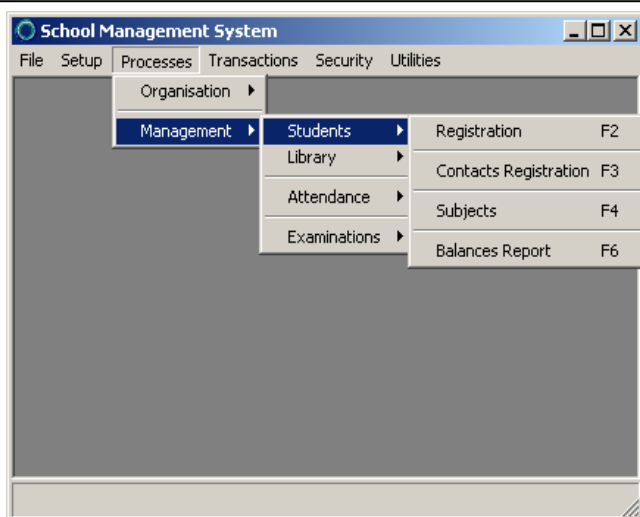 School Management System
File Setup Processes Transactions Security Utilities
Organisation
Management
Students
Library
Attendance
Examinations
Registration F2
Contacts Registration F3
Subjects F4
Balances Report F6